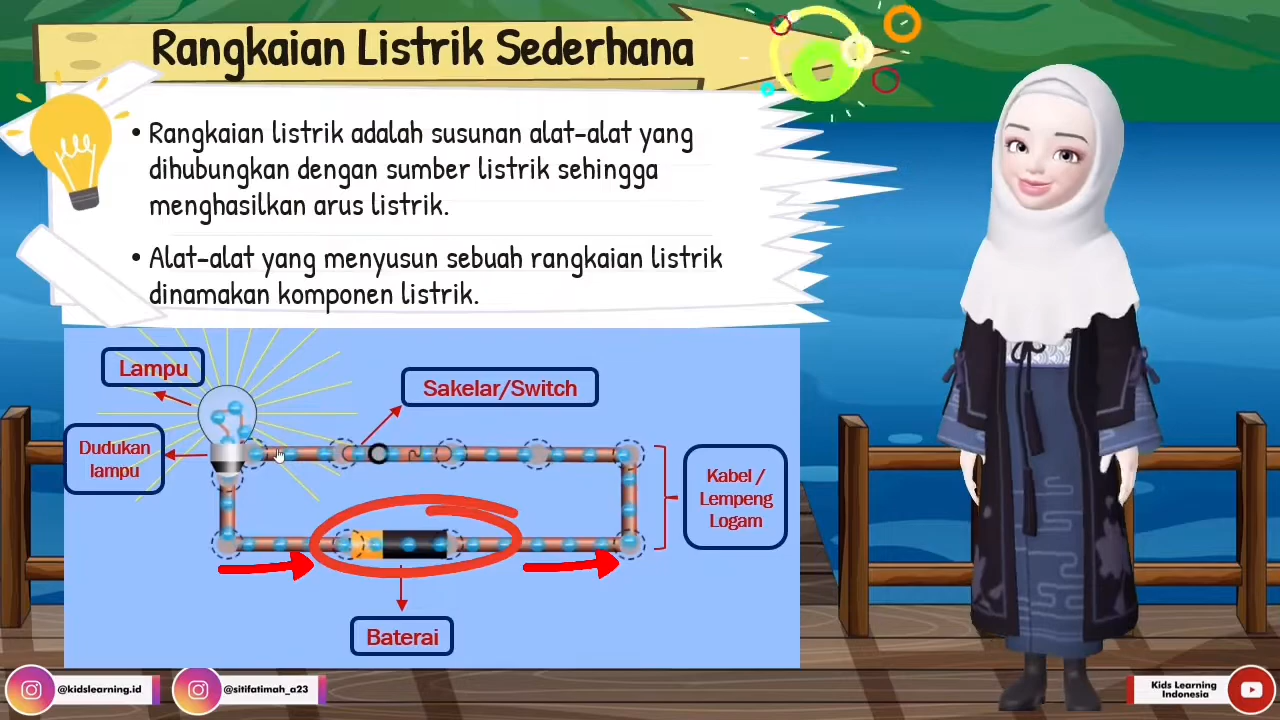 Rangkaian Listrik Sederhana
• Rangkaian listrik adalah susunan alat-alat yang
dihubungkan dengan sumber listrik sehingga
menghasilkan arus listrik.
• Alat-alat yang menyusun sebuah rangkaian listrik
dinamakan komponen listrik.
Lampu
Sakelar/Switch
Dudukan
lampu
Kabel /
Lempeng
Logam
Baterai
@kidslearning.id
@sitifatimah_a23
Kids Learning
Indonesia